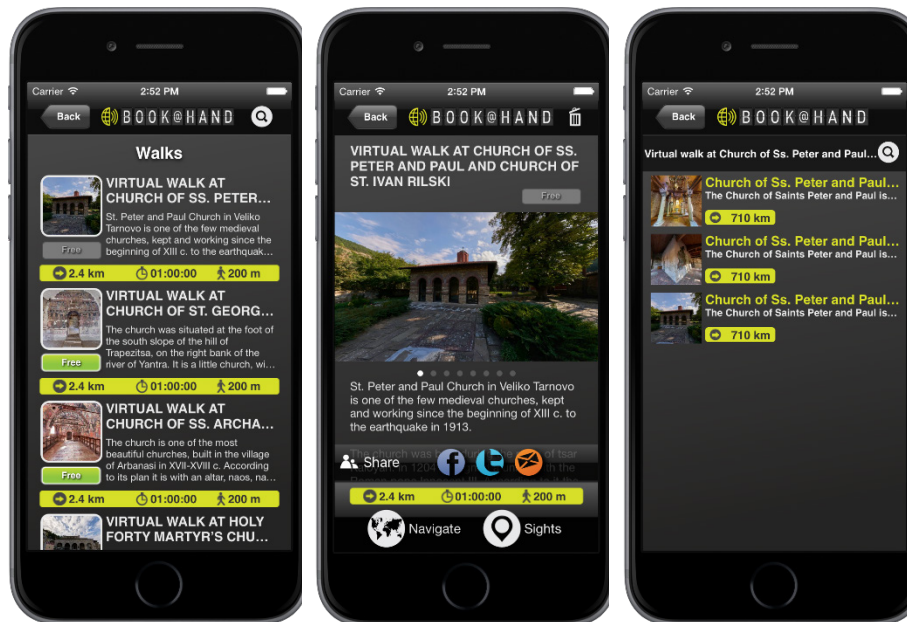 Carrier 2:52 PM
Back BOOK@HAND
Walks
VIRTUAL WALK AT
CHURCH OF SS. PETER...
St. Peter and Paul Church in Veliko
Tarnovo is one of the few medieval
churches, kept and working since the
beginning of XIII c. to the earthquak...
Free
2.4 km 01:00:00 200 m
VIRTUAL WALK AT
CHURCH OF ST. GEORG...
The church was situated at the foot of
the south slope of the hill of
Trapezitsa, on the right bank of the
river of Yantra. It is a little church, wi...
Free
2.4 km 01:00:00 200 m
VIRTUAL WALK AT
CHURCH OF SS. ARCHA...
The church is one of the most
beautiful churches, built in the village
of Arbanasi in XVII-XVIII c. According
to its plan it is with an altar, naos, na...
Free
2.4 km 01:00:00 200 m
VIRTUAL WALK AT HOLY
FORTY MARTYR'S CHU...
Carrier 2:52 PM
Back BOOK@HAND
VIRTUAL WALK AT CHURCH OF SS.
PETER AND PAUL AND CHURCH OF
ST. IVAN RILSKI
Free
St. Peter and Paul Church in Veliko Tarnovo
is one of the few medieval churches, kept
and working since the beginning of XIII c. to
the earthquake in 1913.
Share
2.4 km 01:00:00 200 m
Navigate Sights
Carrier 2:52 PM
Back BOOK@HAND
Virtual walk at Church of Ss. Peter and Paul...
Church of Ss. Peter and Paul...
The Church of Saints Peter and Paul is...
710 km
Church of Ss. Peter and Paul...
The Church of Saints Peter and Paul is...
710 km
Church of Ss. Peter and Paul...
The Church of Saints Peter and Paul is...
710 km